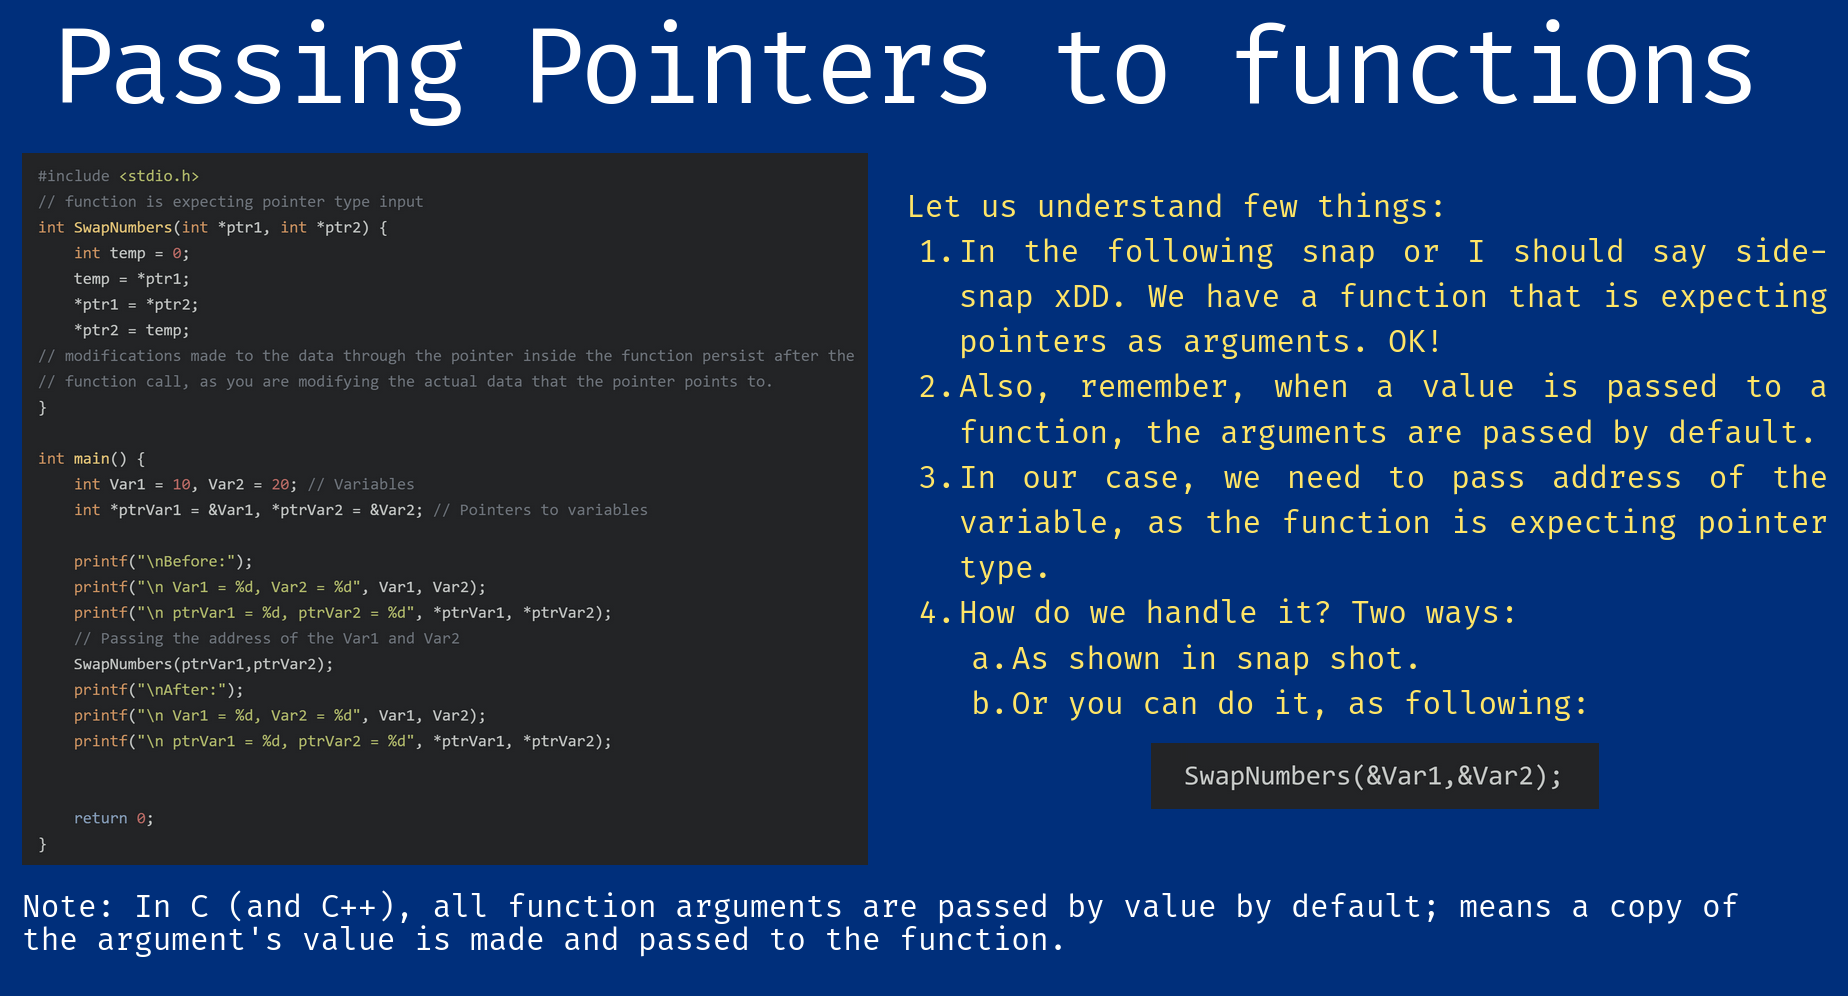 Passing Pointers to functions
#include <stdio.h>
// function is expecting pointer type input
int SwapNumbers(int *ptr1, int *ptr2) {
    int temp = 0;
    temp = *ptr1;
    *ptr1 = *ptr2;
    *ptr2 = temp;
// modifications made to the data through the pointer inside the function persist after the
// function call, as you are modifying the actual data that the pointer points to.
}
int main() {
    int Var1 = 10, Var2 = 20; // Variables
    int *ptrVar1 = &Var1, *ptrVar2 = &Var2; // Pointers to variables
    printf("\nBefore:");
    printf("\n Var1 = %d, Var2 = %d", Var1, Var2);
    printf("\n ptrVar1 = %d, ptrVar2 = %d", *ptrVar1, *ptrVar2);
    // Passing the address of the Var1 and Var2
    SwapNumbers(ptrVar1,ptrVar2);
    printf("\nAfter:");
    printf("\n Var1 = %d, Var2 = %d", Var1, Var2);
    printf("\n ptrVar1 = %d, ptrVar2 = %d", *ptrVar1, *ptrVar2);
    return 0;
}
Let us understand few things:
1. In the following snap or I should say side-
snap xDD. We have a function that is expecting
pointers as arguments. OK!
2. Also, remember, when a value is passed to a
function, the arguments are passed by default.
3. In our case, we need to pass address of the
variable, as the function is expecting pointer
type.
4. How do we handle it? Two ways:
a. As shown in snap shot.
b. Or you can do it, as following:
SwapNumbers(&Var1,&Var2);
Note: In C (and C++), all function arguments are passed by value by default; means a copy of
the argument's value is made and passed to the function.